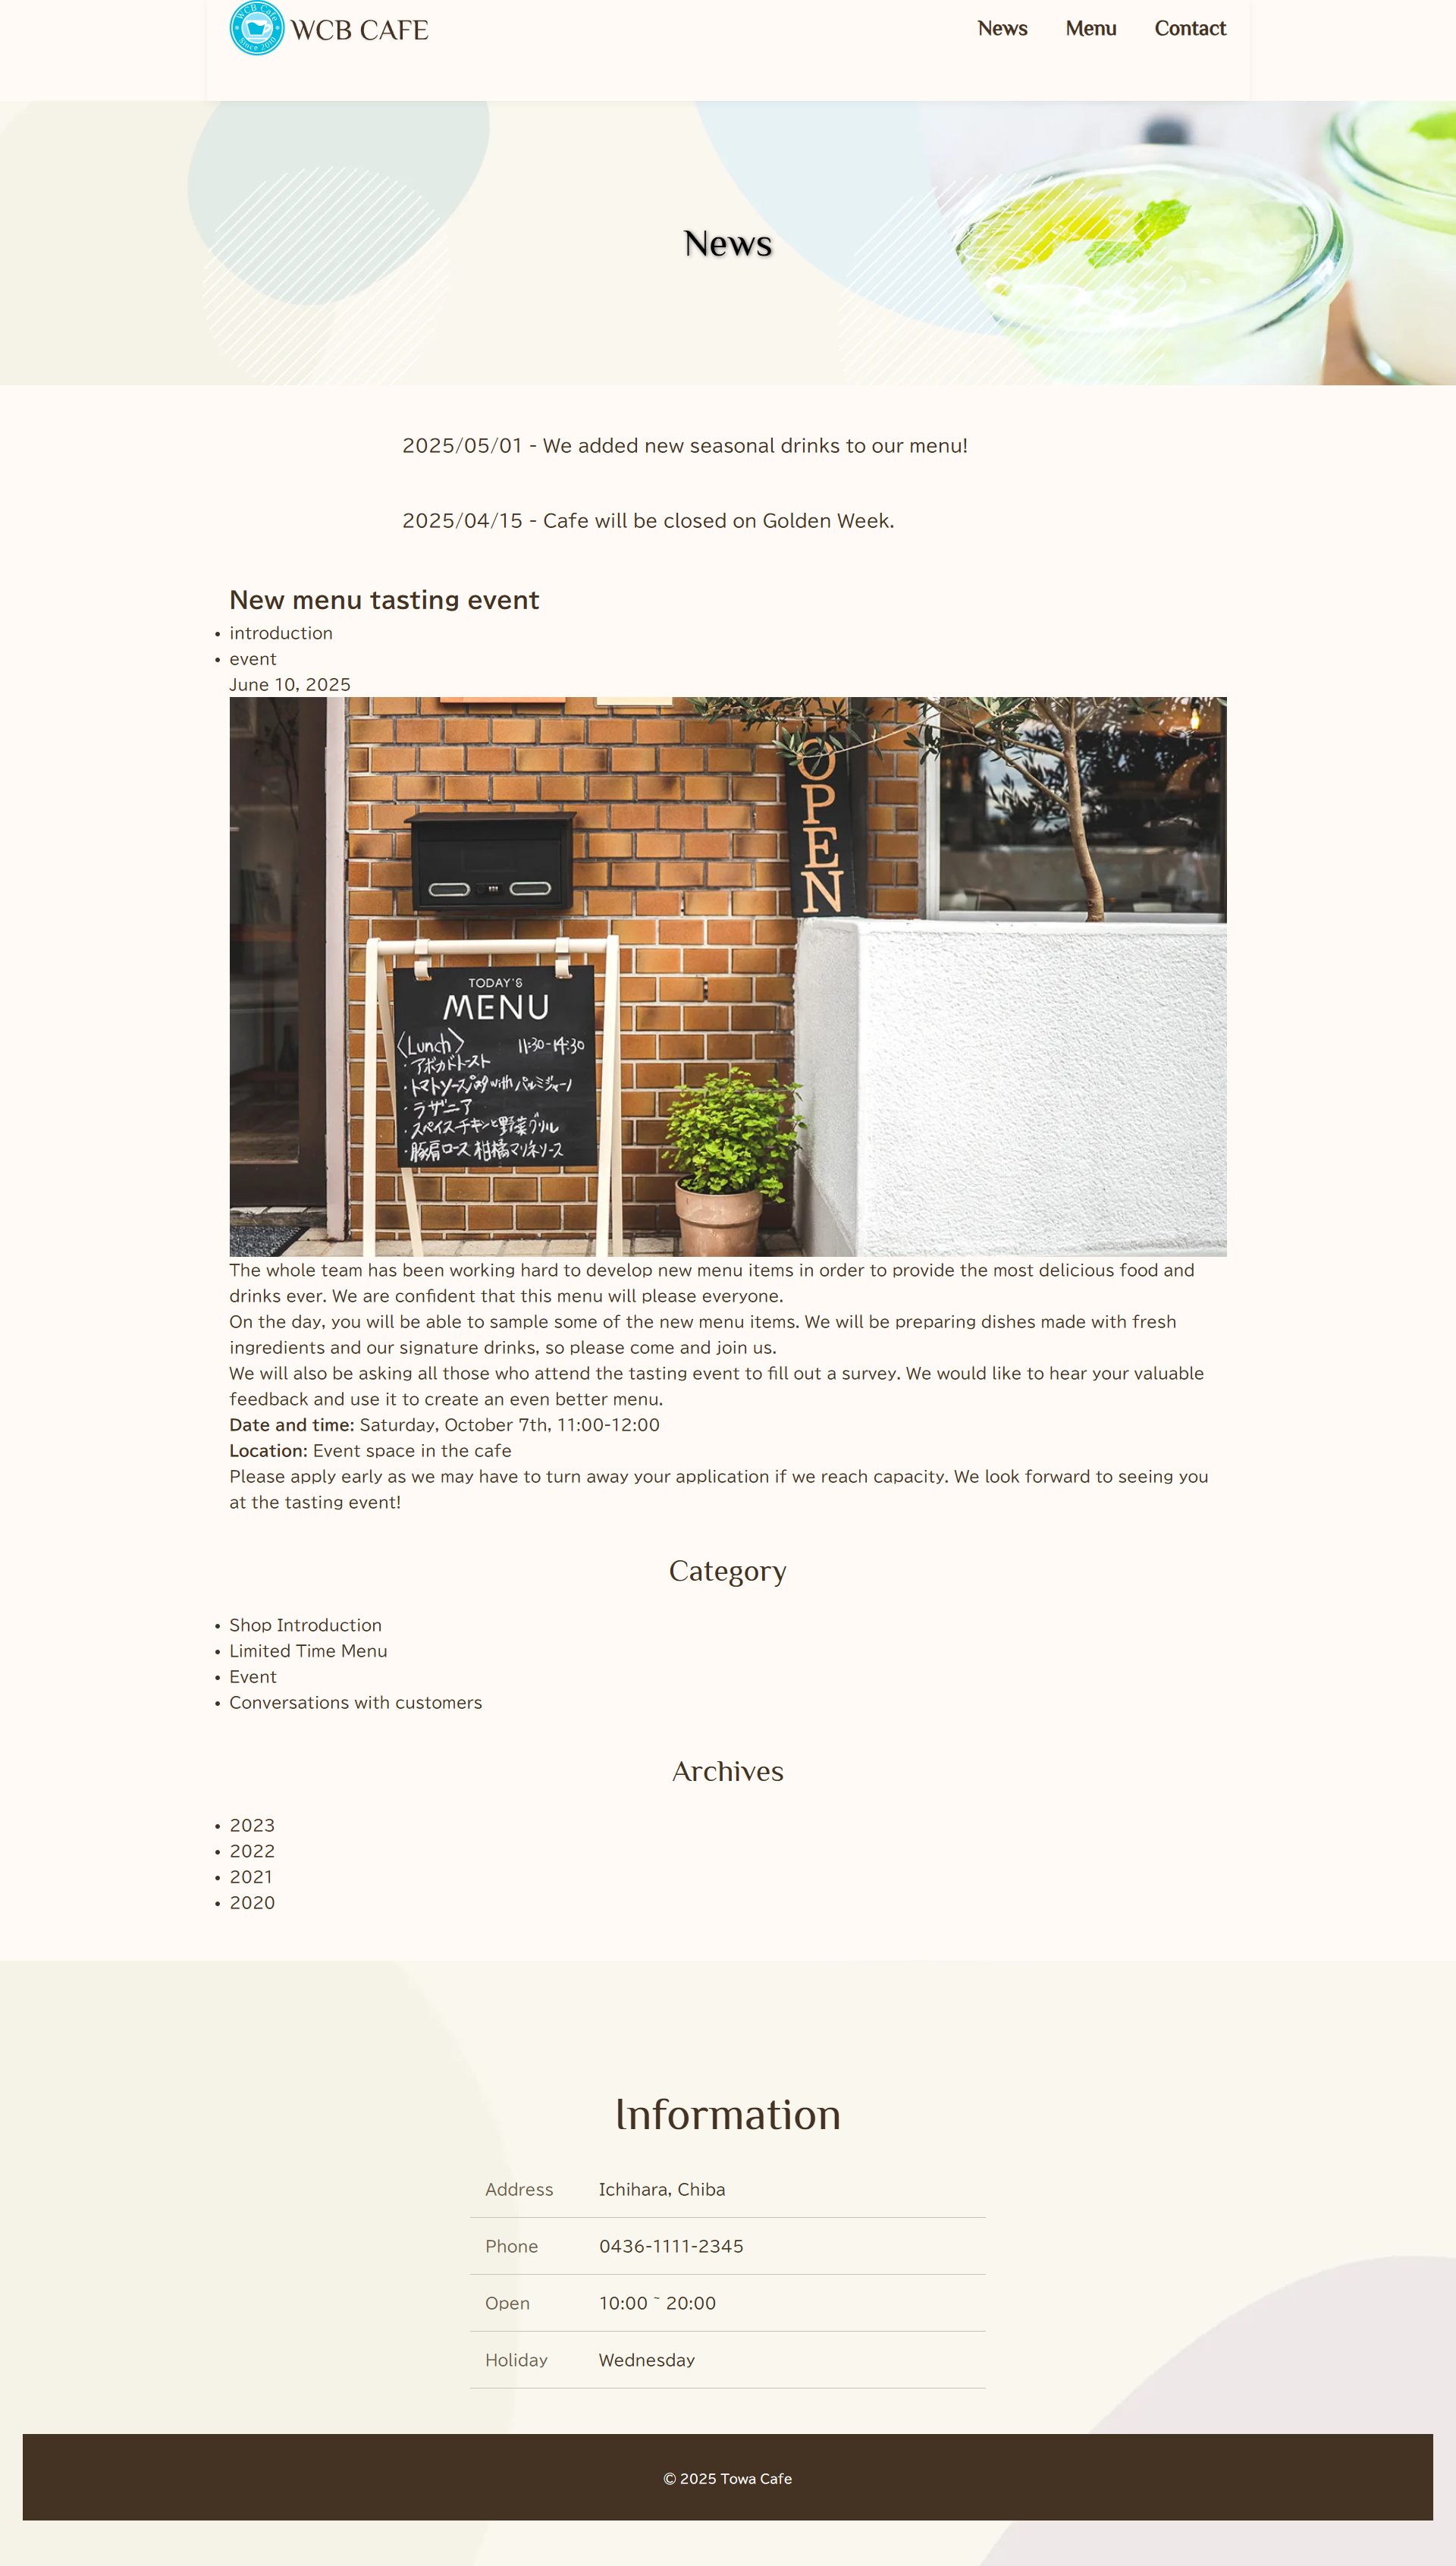 WCB Cafe
Since 2010
WCB CAFE
News
Menu
Contact
News
2025/05/01 - We added new seasonal drinks to our menu!
2025/04/15 - Cafe will be closed on Golden Week.
New menu tasting event
• introduction
• event
June 10, 2025
OPEN
TODAY'S
MENU
〈Lunch〉 11:30-14:30
・アボカドトースト
・トマトソースパスタwithパルミジャーノ
・ラザニア
・スパイスチキンと野菜グリル
・豚肩ロース 柑橘マリネソース
The whole team has been working hard to develop new menu items in order to provide the most delicious food and
drinks ever. We are confident that this menu will please everyone.
On the day, you will be able to sample some of the new menu items. We will be preparing dishes made with fresh
ingredients and our signature drinks, so please come and join us.
We will also be asking all those who attend the tasting event to fill out a survey. We would like to hear your valuable
feedback and use it to create an even better menu.
Date and time: Saturday, October 7th, 11:00-12:00
Location: Event space in the cafe
Please apply early as we may have to turn away your application if we reach capacity. We look forward to seeing you
at the tasting event!
Category
• Shop Introduction
• Limited Time Menu
• Event
• Conversations with customers
Archives
• 2023
• 2022
• 2021
• 2020
Information
Address Ichihara, Chiba
Phone 0436-1111-2345
Open 10:00 ~ 20:00
Holiday Wednesday
© 2025 Towa Cafe